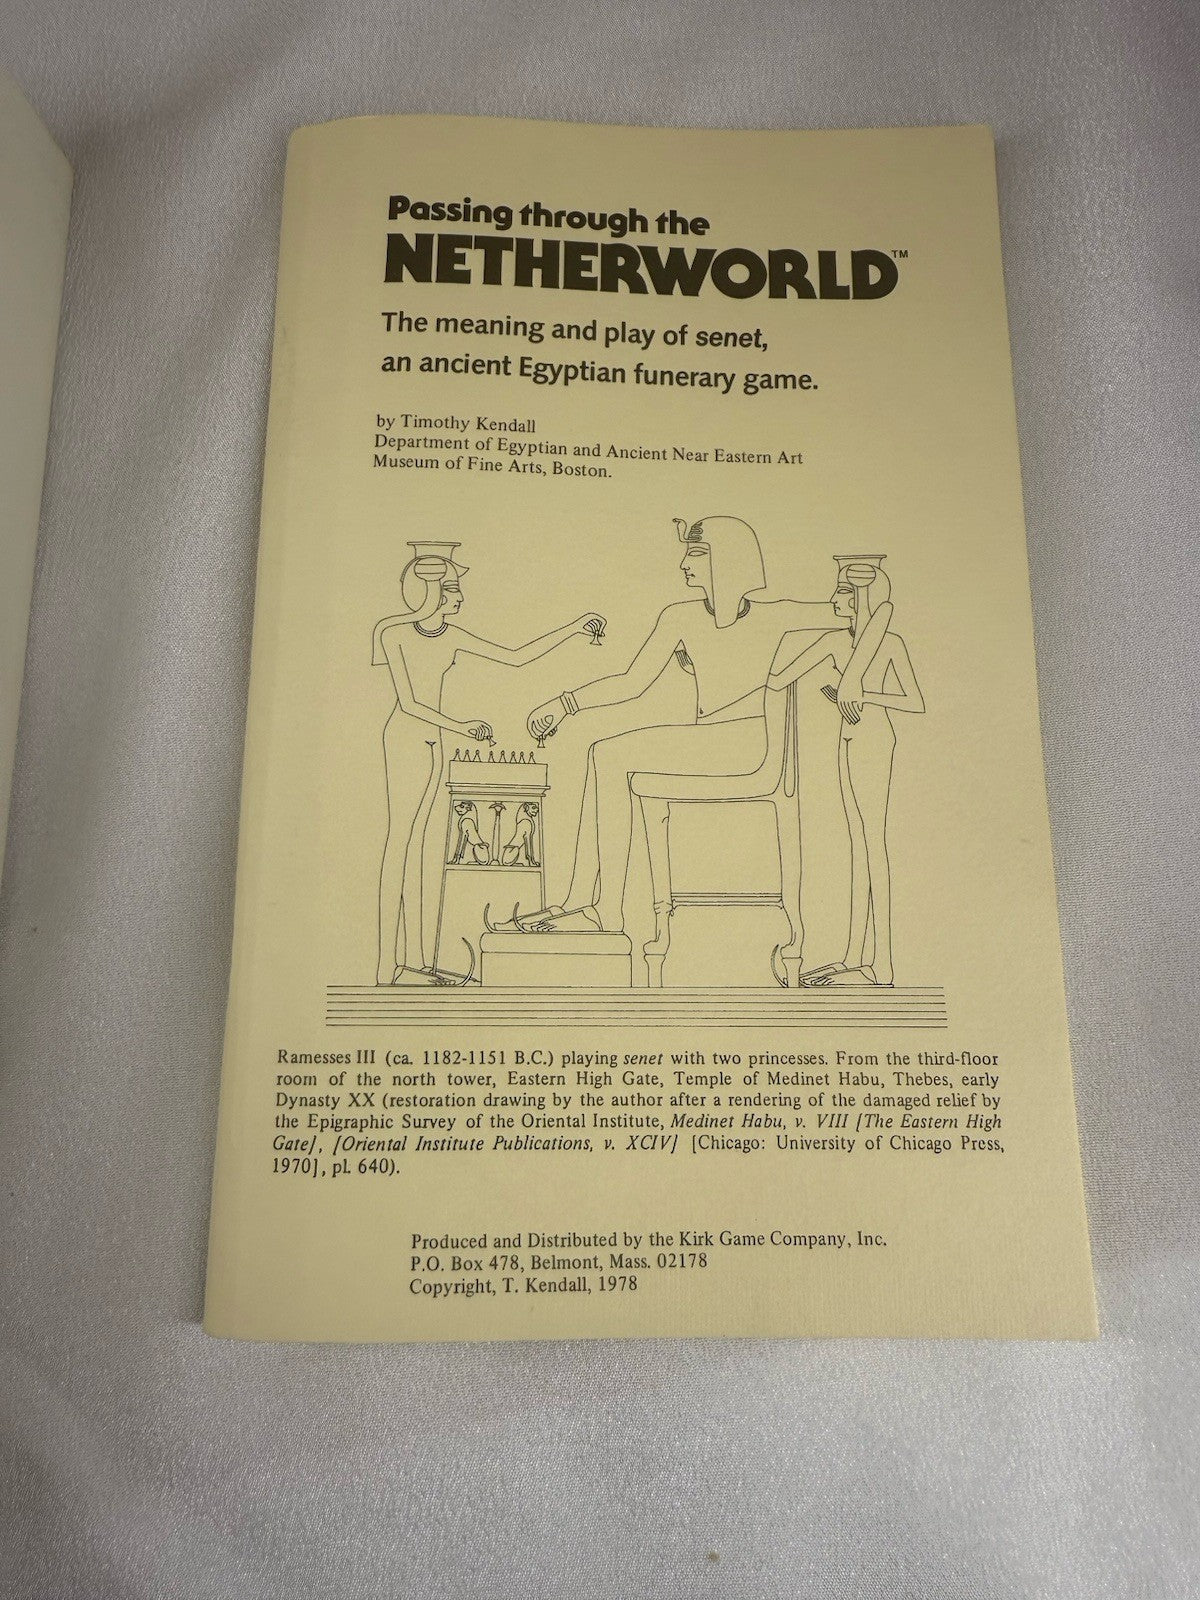 Passing through the
NETHERWORLD™
The meaning and play of senet,
an ancient Egyptian funerary game.
by Timothy Kendall
Department of Egyptian and Ancient Near Eastern Art
Museum of Fine Arts, Boston.
Ramesses III (ca. 1182-1151 B.C.) playing senet with two princesses. From the third-floor
room of the north tower, Eastern High Gate, Temple of Medinet Habu, Thebes, early
Dynasty XX (restoration drawing by the author after a rendering of the damaged relief by
the Epigraphic Survey of the Oriental Institute, Medinet Habu, v. VIII [The Eastern High
Gate], [Oriental Institute Publications, v. XCIV] [Chicago: University of Chicago Press,
1970], pl. 640).
Produced and Distributed by the Kirk Game Company, Inc.
P.O. Box 478, Belmont, Mass. 02178
Copyright, T. Kendall, 1978